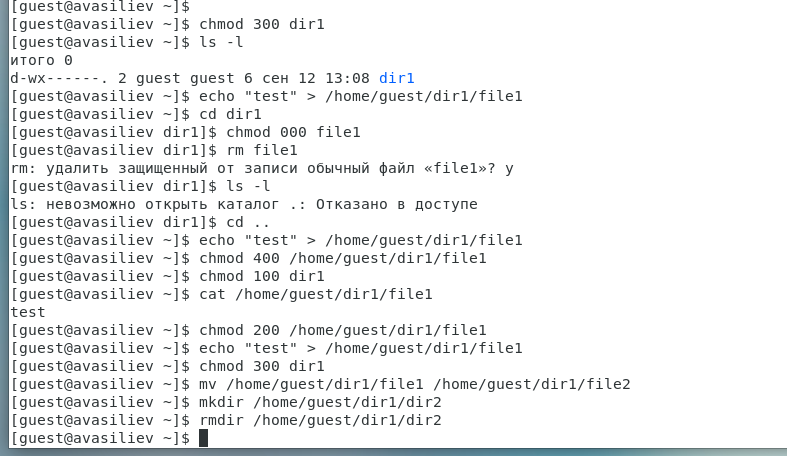 [guest@avasiliev ~]$
[guest@avasiliev ~]$ chmod 300 dir1
[guest@avasiliev ~]$ ls -l
итого 0
d-wx------. 2 guest guest 6 сен 12 13:08 dir1
[guest@avasiliev ~]$ echo "test" > /home/guest/dir1/file1
[guest@avasiliev ~]$ cd dir1
[guest@avasiliev dir1]$ chmod 000 file1
[guest@avasiliev dir1]$ rm file1
rm: удалить защищенный от записи обычный файл «file1»? y
[guest@avasiliev dir1]$ ls -l
ls: невозможно открыть каталог .: Отказано в доступе
[guest@avasiliev dir1]$ cd ..
[guest@avasiliev ~]$ echo "test" > /home/guest/dir1/file1
[guest@avasiliev ~]$ chmod 400 /home/guest/dir1/file1
[guest@avasiliev ~]$ chmod 100 dir1
[guest@avasiliev ~]$ cat /home/guest/dir1/file1
test
[guest@avasiliev ~]$ chmod 200 /home/guest/dir1/file1
[guest@avasiliev ~]$ echo "test" > /home/guest/dir1/file1
[guest@avasiliev ~]$ chmod 300 dir1
[guest@avasiliev ~]$ mv /home/guest/dir1/file1 /home/guest/dir1/file2
[guest@avasiliev ~]$ mkdir /home/guest/dir1/dir2
[guest@avasiliev ~]$ rmdir /home/guest/dir1/dir2
[guest@avasiliev ~]$